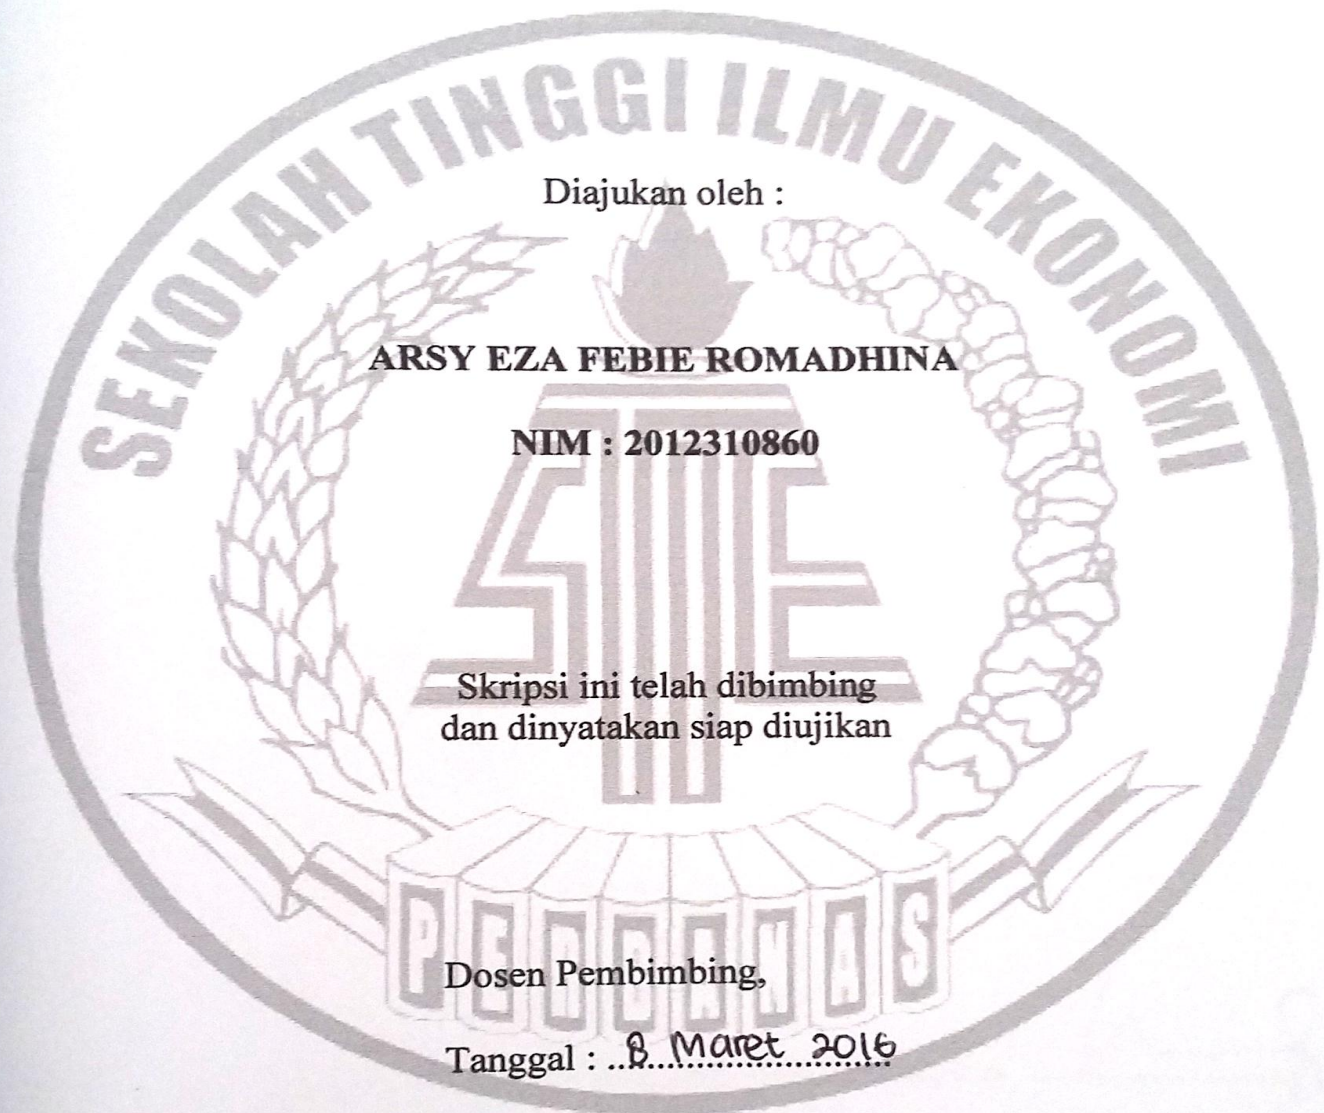 SEKOLAH TINGGI ILMU EKONOMI
Diajukan oleh :
ARSY EZA FEBIE ROMADHINA
NIM : 2012310860
STIE
Skripsi ini telah dibimbing
dan dinyatakan siap diujikan
PERBANAS
Dosen Pembimbing,
Tanggal : ..8...Maret...2016